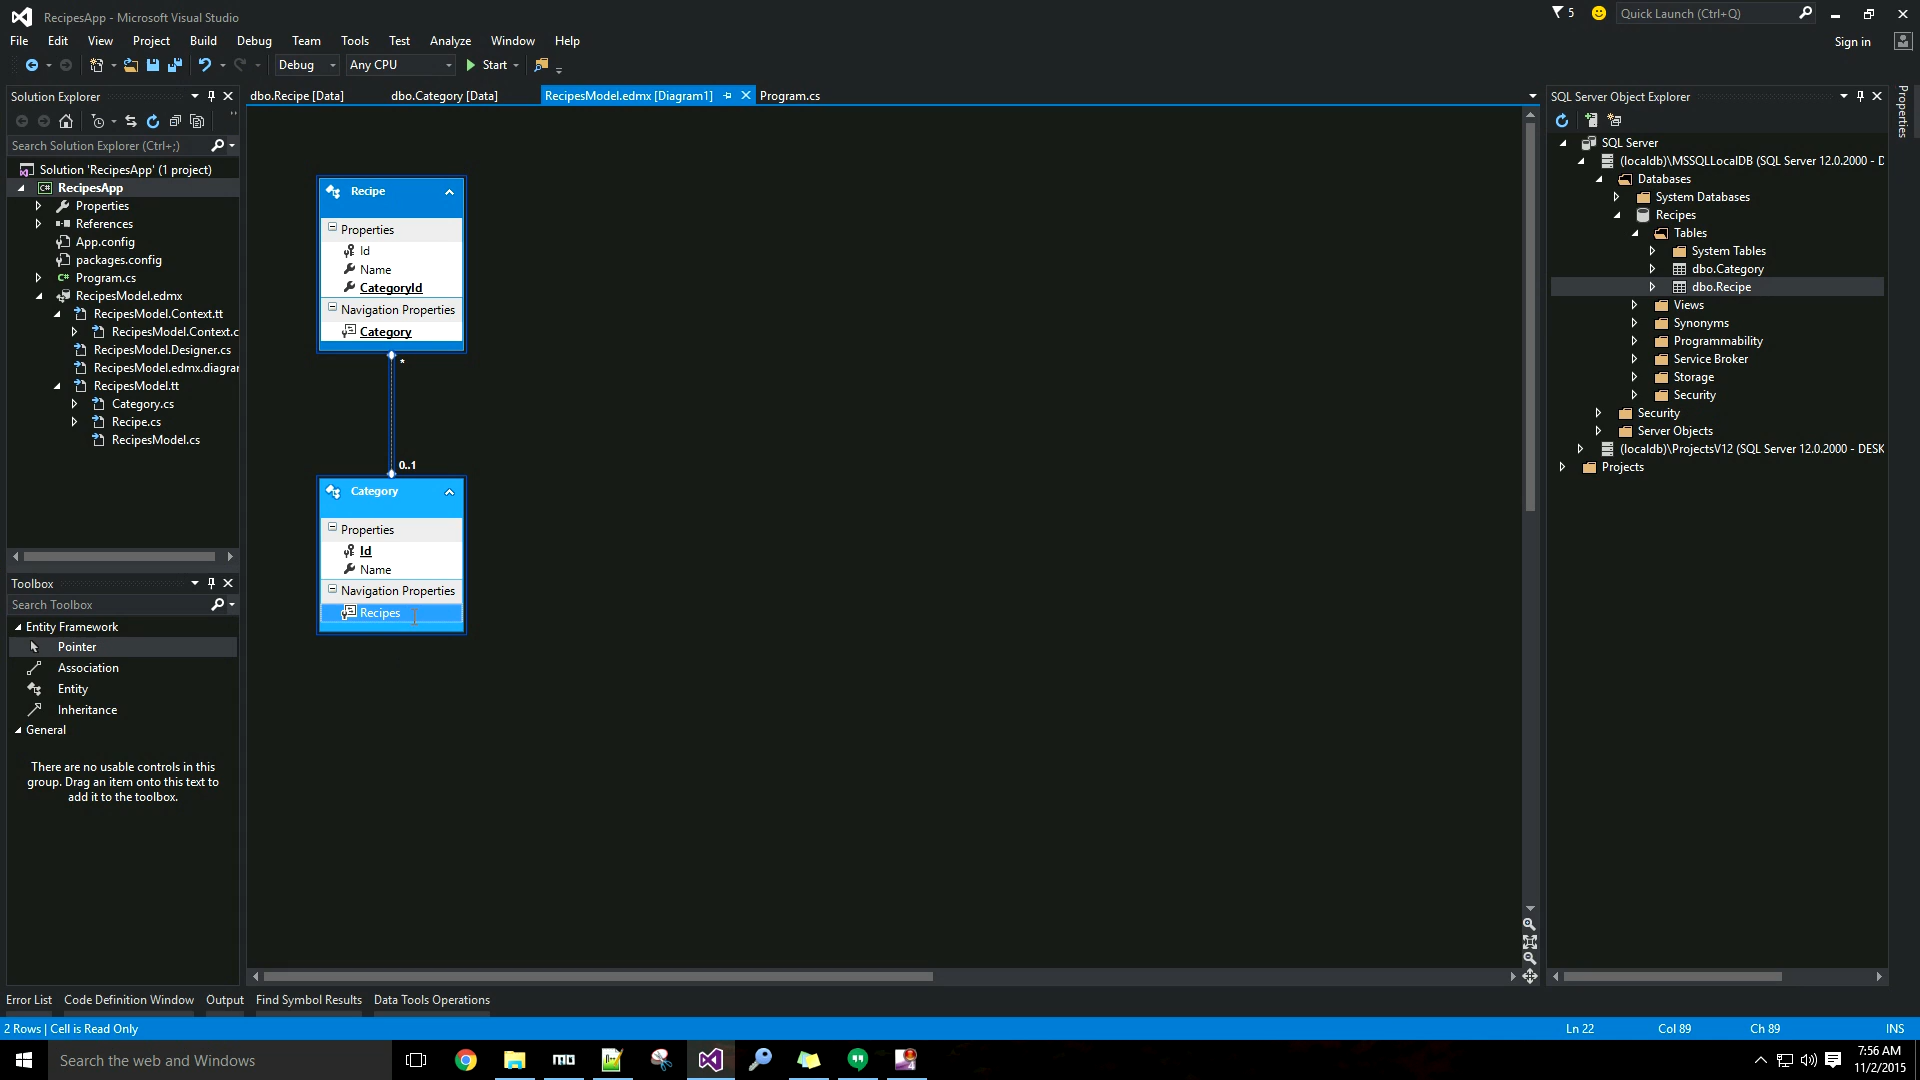 RecipesApp - Microsoft Visual Studio
5
Quick Launch (Ctrl+Q)
File Edit View Project Build Debug Team Tools Test Analyze Window Help
Sign in
Debug Any CPU Start
Solution Explorer
Search Solution Explorer (Ctrl+;)
Solution 'RecipesApp' (1 project)
C# RecipesApp
Properties
References
App.config
packages.config
C# Program.cs
RecipesModel.edmx
RecipesModel.Context.tt
RecipesModel.Context.c
RecipesModel.Designer.cs
RecipesModel.edmx.diagrar
RecipesModel.tt
Category.cs
Recipe.cs
RecipesModel.cs
Toolbox
Search Toolbox
Entity Framework
Pointer
Association
Entity
Inheritance
General
There are no usable controls in this
group. Drag an item onto this text to
add it to the toolbox.
dbo.Recipe [Data] dbo.Category [Data] RecipesModel.edmx [Diagram1] Program.cs
Recipe
Properties
Id
Name
CategoryId
Navigation Properties
Category
*
0..1
Category
Properties
Id
Name
Navigation Properties
Recipes
SQL Server Object Explorer
SQL Server
(localdb)\MSSQLLocalDB (SQL Server 12.0.2000 - D
Databases
System Databases
Recipes
Tables
System Tables
dbo.Category
dbo.Recipe
Views
Synonyms
Programmability
Service Broker
Storage
Security
Security
Server Objects
(localdb)\ProjectsV12 (SQL Server 12.0.2000 - DESK
Projects
Properties
Error List Code Definition Window Output Find Symbol Results Data Tools Operations
2 Rows | Cell is Read Only
Ln 22 Col 89 Ch 89 INS
Search the web and Windows
7:56 AM
11/2/2015